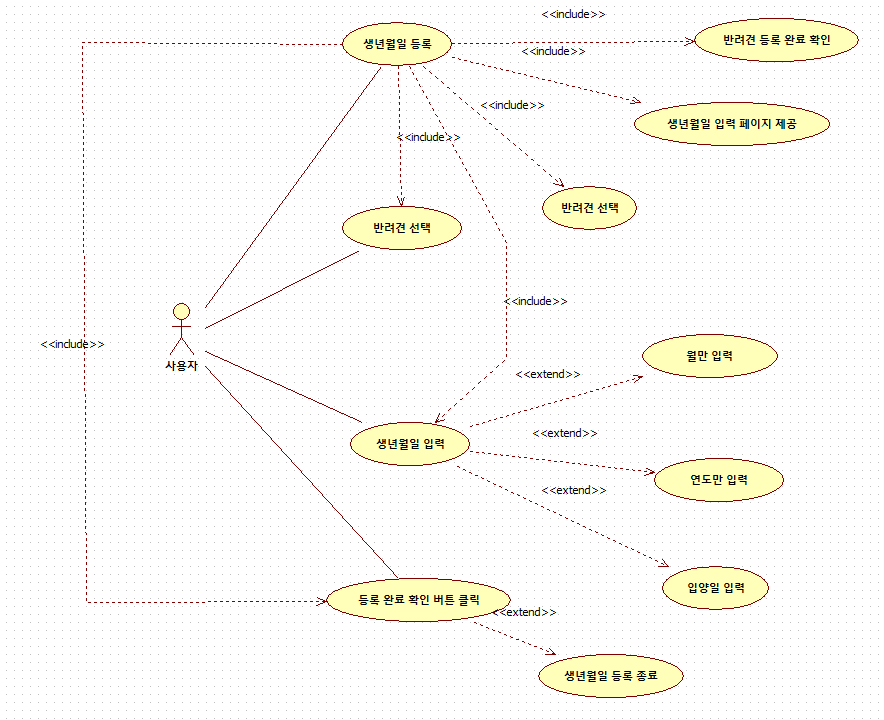 <<include>>
생년월일 등록
반려견 등록 완료 확인
<<include>>
<<include>>
생년월일 입력 페이지 제공
<<include>>
반려견 선택
반려견 선택
<<include>>
사용자
<<include>>
월만 입력
<<extend>>
<<extend>>
생년월일 입력
연도만 입력
<<extend>>
입양일 입력
등록 완료 확인 버튼 클릭
<<extend>>
생년월일 등록 종료